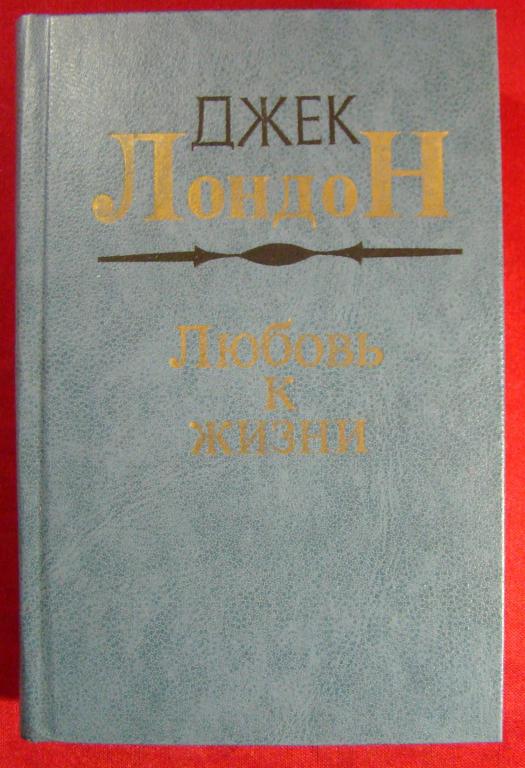 ДЖЕК
ЛондоН
Любовь
к
жизни